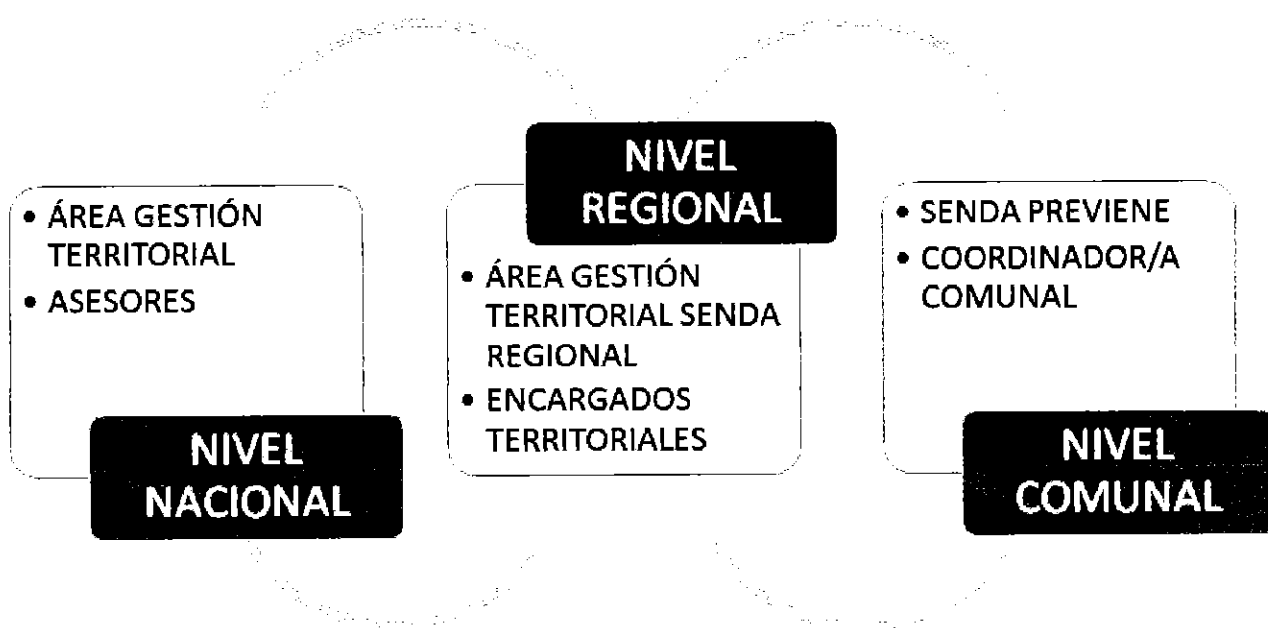 • ÁREA GESTIÓN
TERRITORIAL
• ASESORES
NIVEL
NACIONAL
NIVEL
REGIONAL
• ÁREA GESTIÓN
TERRITORIAL SENDA
REGIONAL
• ENCARGADOS
TERRITORIALES
• SENDA PREVIENE
• COORDINADOR/A
COMUNAL
NIVEL
COMUNAL